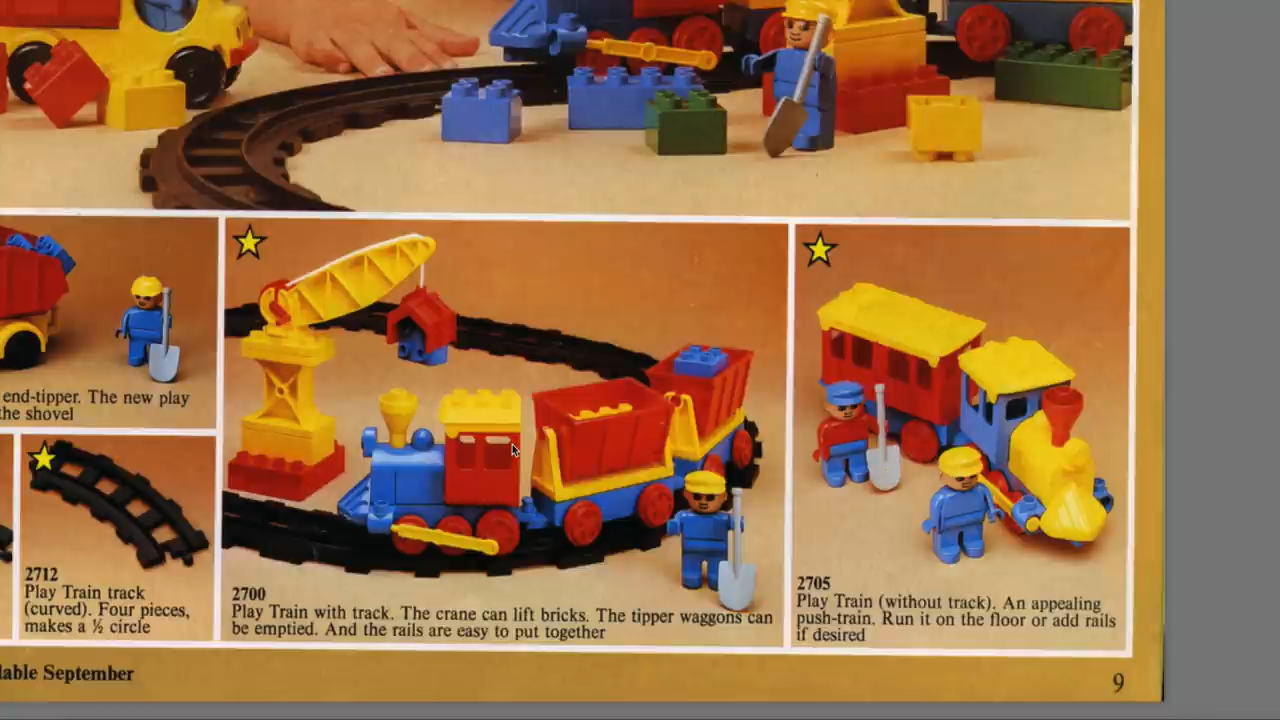 end-tipper. The new play
the shovel
2712
Play Train track
(curved). Four pieces,
makes a ½ circle
2700
Play Train with track. The crane can lift bricks. The tipper waggons can
be emptied. And the rails are easy to put together
2705
Play Train (without track). An appealing
push-train. Run it on the floor or add rails
if desired
lable September
9